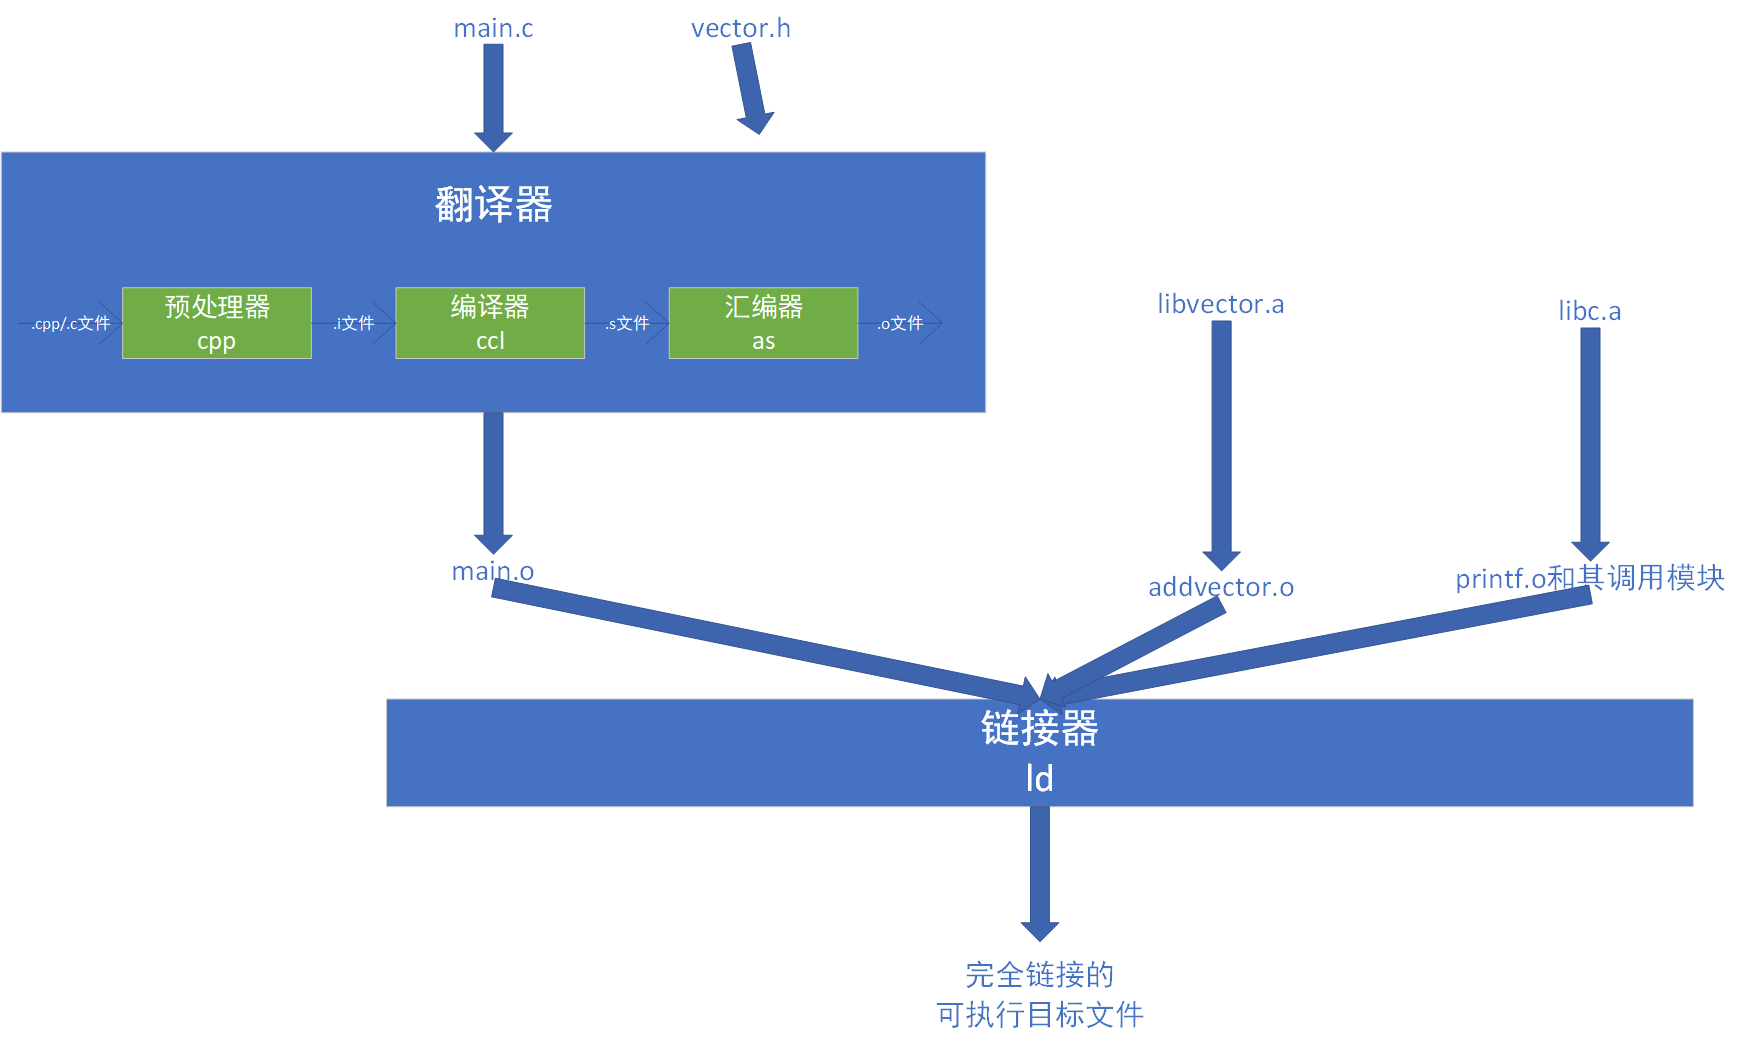 main.c
vector.h
翻译器
.cpp/.c文件
预处理器
cpp
.i文件
编译器
ccl
.s文件
汇编器
as
.o文件
libvector.a
libc.a
main.o
addvector.o
printf.o和其调用模块
链接器
ld
完全链接的
可执行目标文件